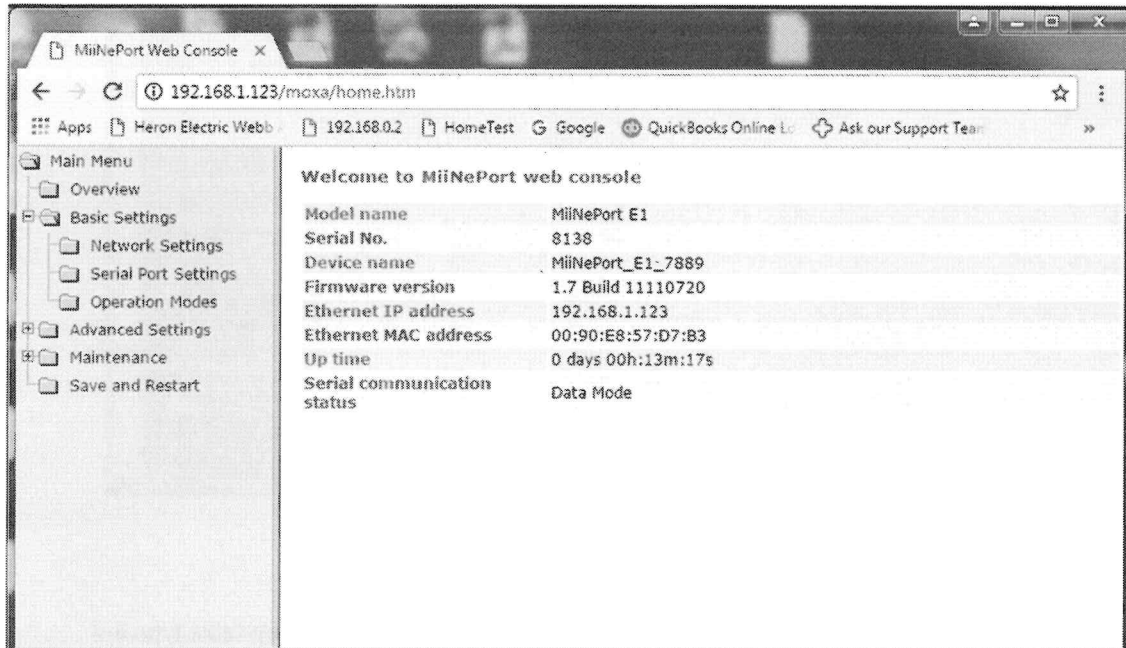 MiiNePort Web Console
192.168.1.123/moxa/home.htm
Apps Heron Electric Webb 192.168.0.2 HomeTest G Google QuickBooks Online Lo Ask our Support Tean »
Main Menu
Overview
Basic Settings
Network Settings
Serial Port Settings
Operation Modes
Advanced Settings
Maintenance
Save and Restart
Welcome to MiiNePort web console
Model name MiiNePort E1
Serial No. 8138
Device name MiiNePort_E1_7889
Firmware version 1.7 Build 11110720
Ethernet IP address 192.168.1.123
Ethernet MAC address 00:90:E8:57:D7:B3
Up time 0 days 00h:13m:17s
Serial communication
status Data Mode